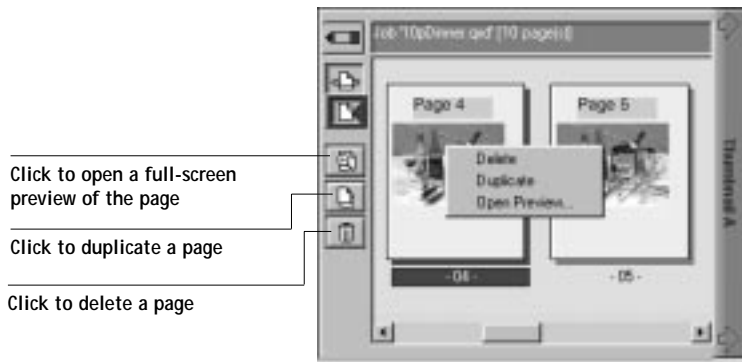 Job '10pDinner.qxd' [10 page(s)]
Page 4
Page 5
Delete
Duplicate
Open Preview...
Click to open a full-screen
preview of the page
Click to duplicate a page
Click to delete a page
- 04 -
- 05 -
Thumbnail A